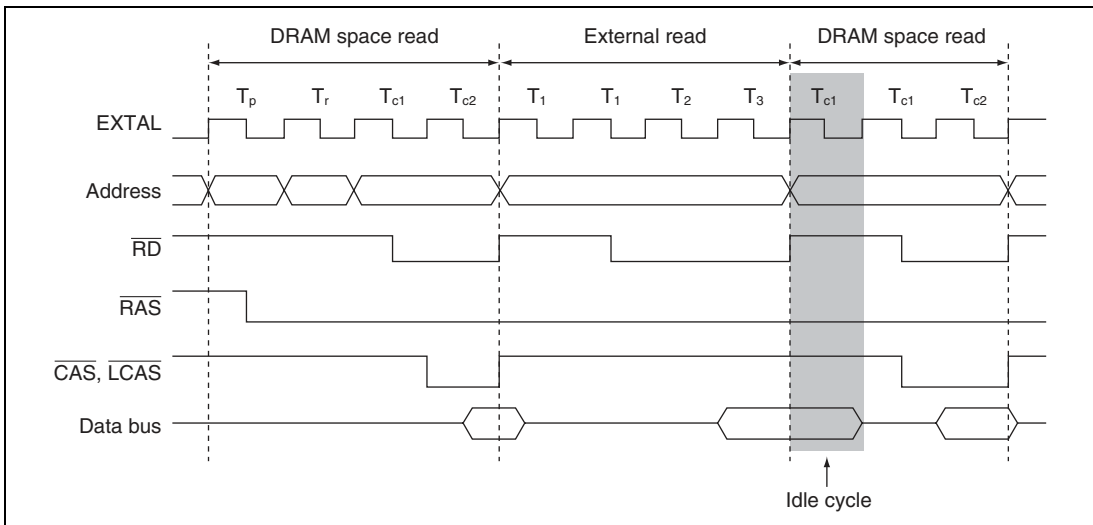 DRAM space read External read DRAM space read
Tp Tr Tc1 Tc2 T1 T1 T2 T3 Tc1 Tc1 Tc2
EXTAL
Address
RD
RAS
CAS, LCAS
Data bus
Idle cycle